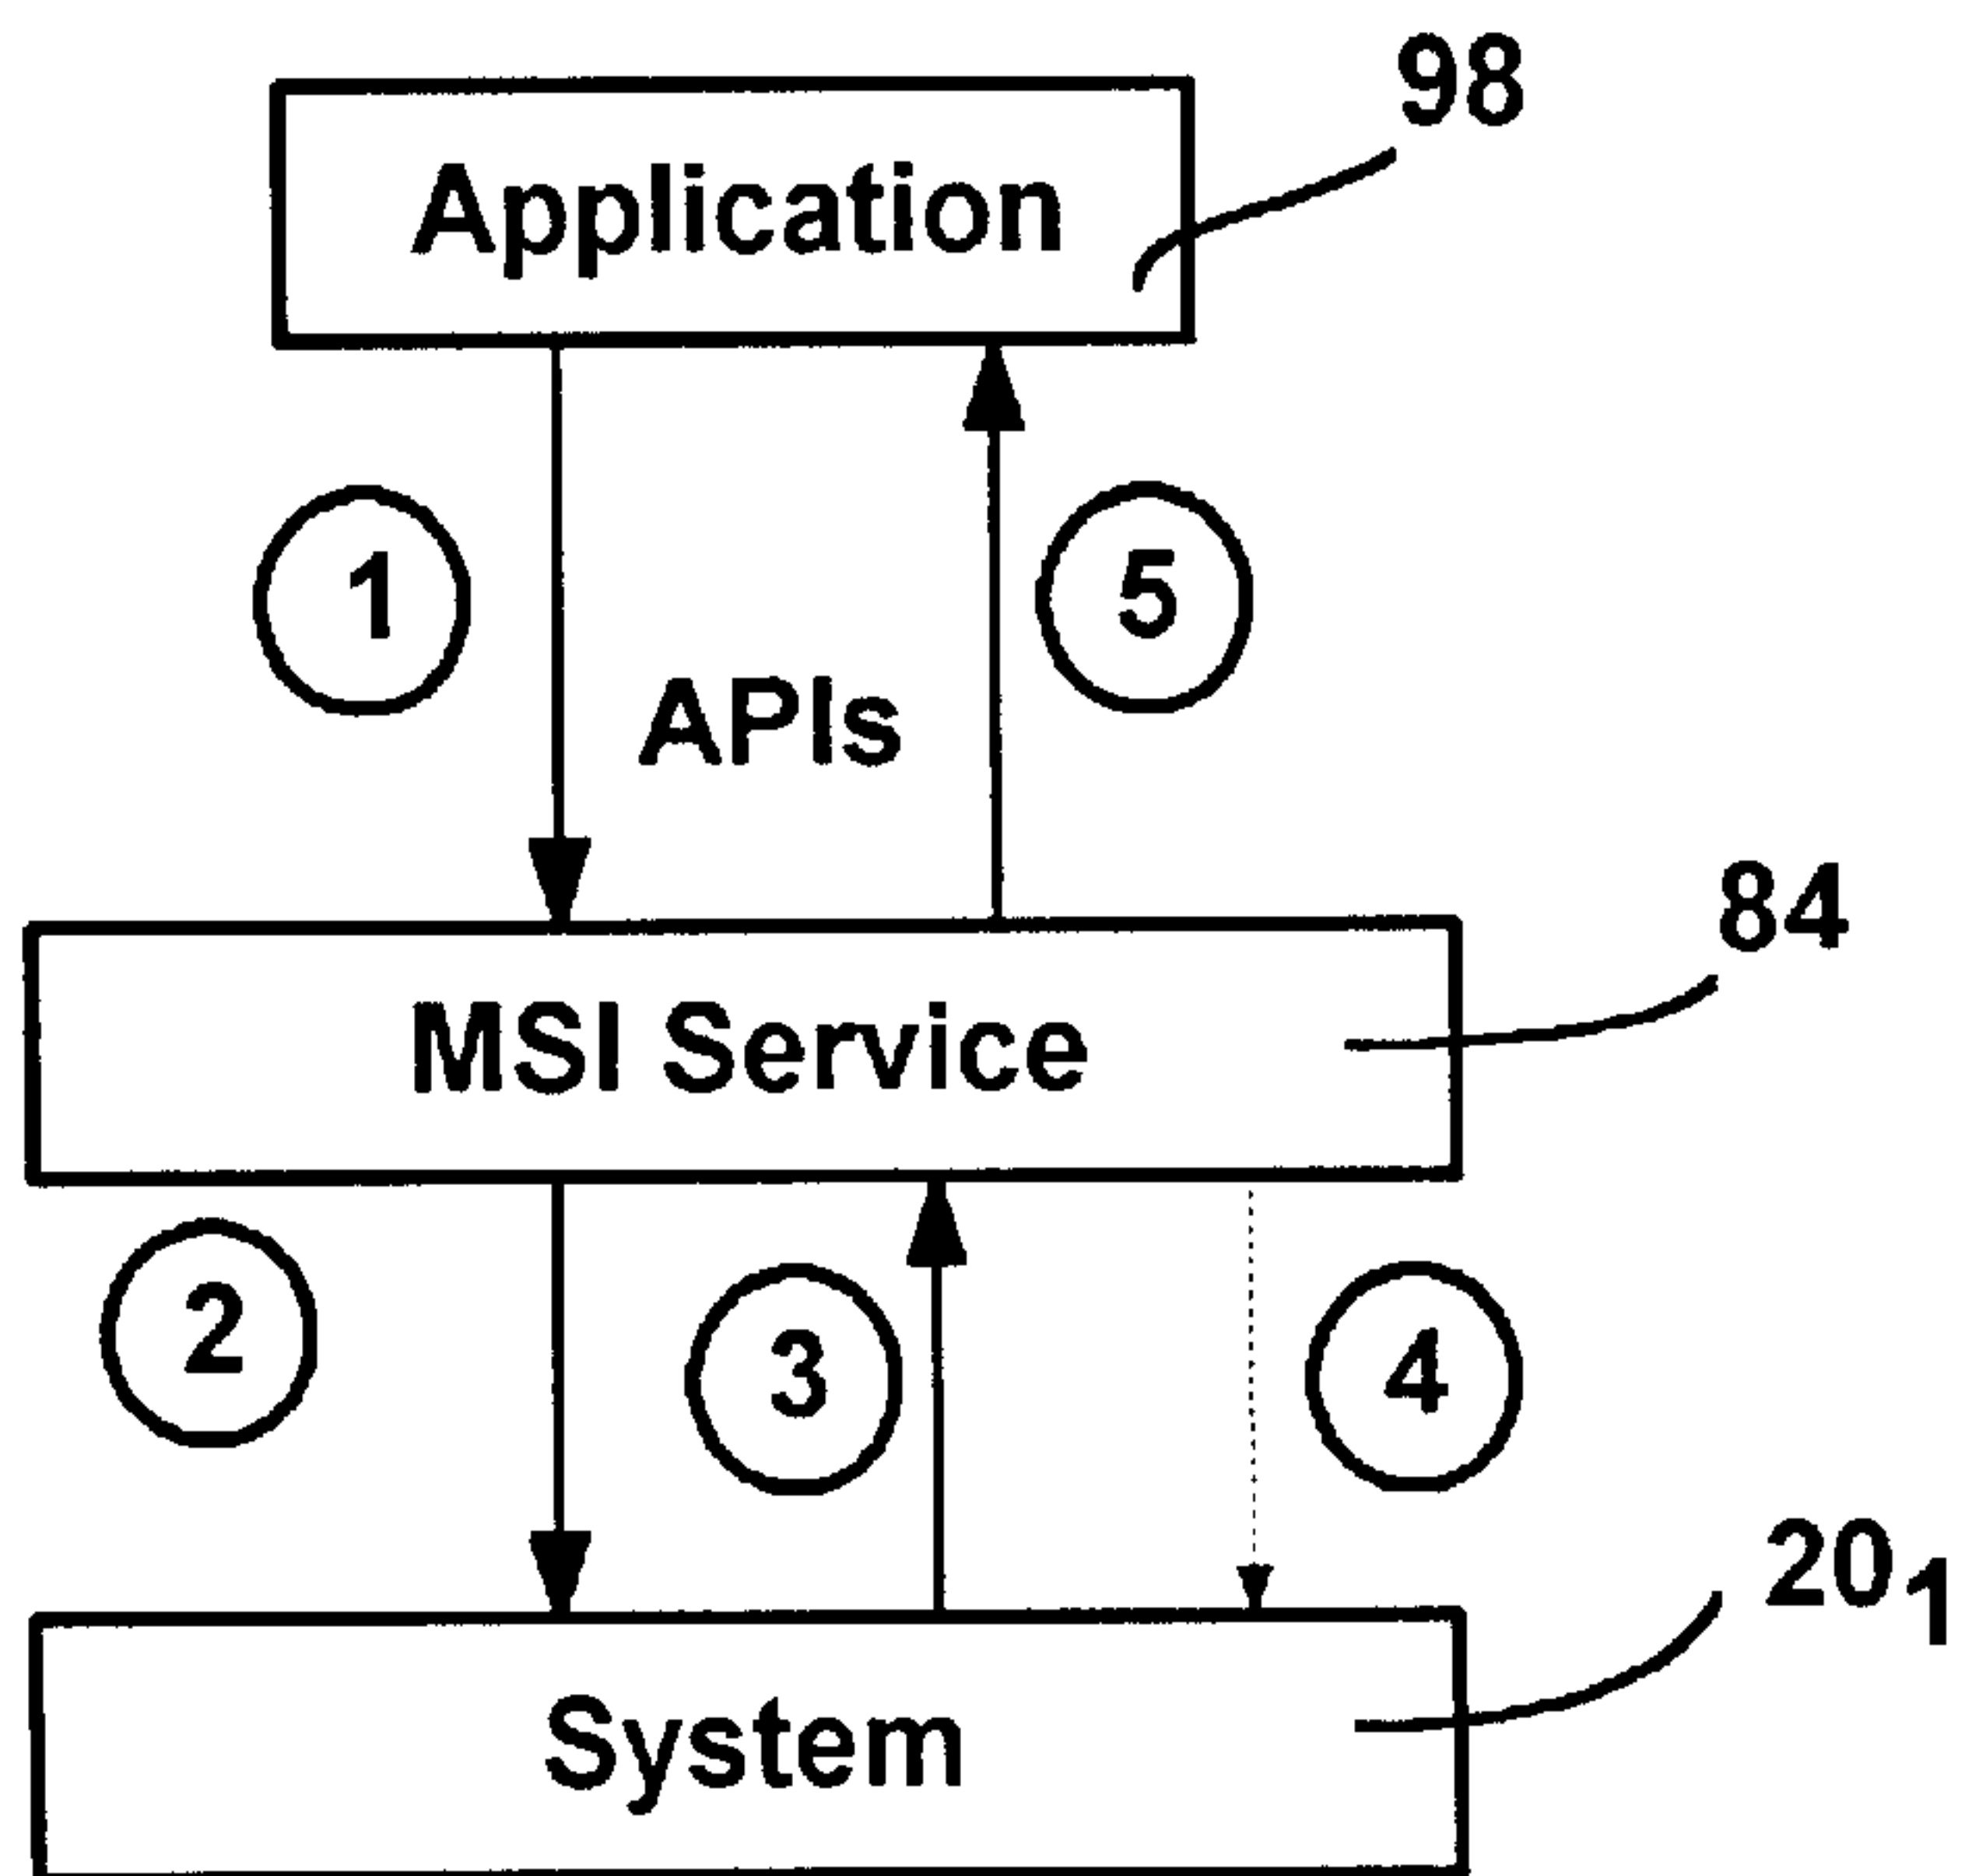 98
Application
1
5
APIs
84
MSI Service
2
3
4
20₁
System